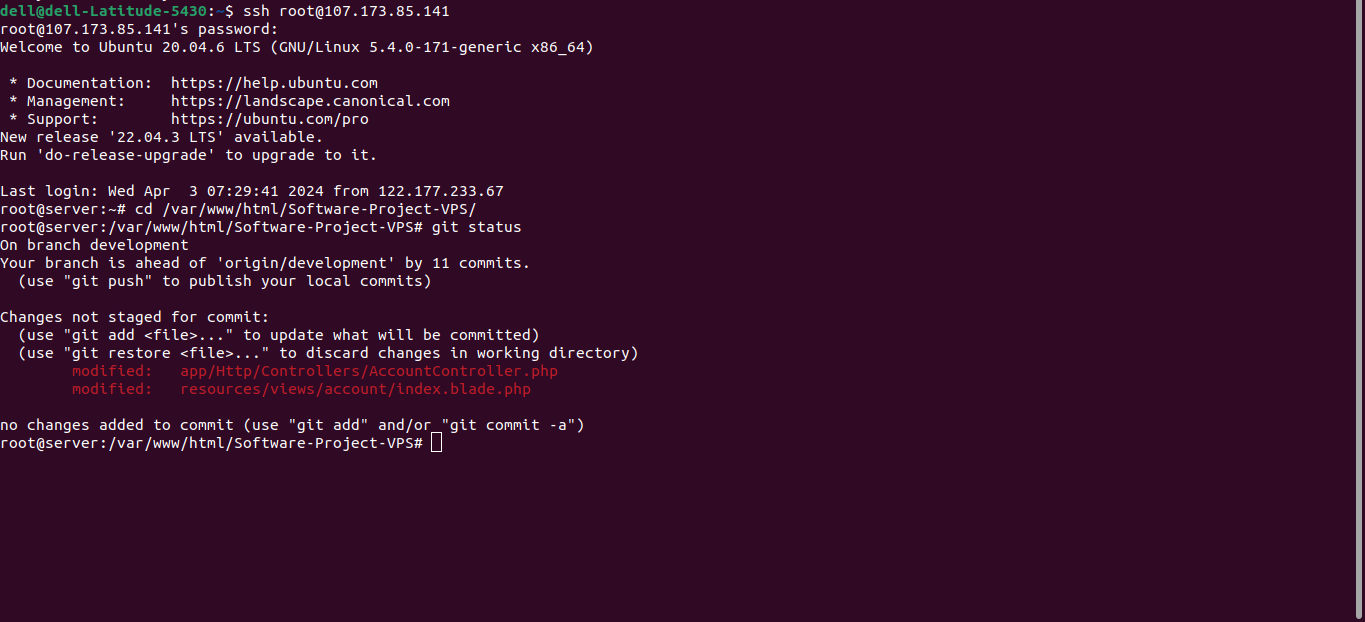 dell@dell-Latitude-5430:~$ ssh root@107.173.85.141
root@107.173.85.141's password:
Welcome to Ubuntu 20.04.6 LTS (GNU/Linux 5.4.0-171-generic x86_64)

 * Documentation:  https://help.ubuntu.com
 * Management:     https://landscape.canonical.com
 * Support:        https://ubuntu.com/pro
New release '22.04.3 LTS' available.
Run 'do-release-upgrade' to upgrade to it.

Last login: Wed Apr  3 07:29:41 2024 from 122.177.233.67
root@server:~# cd /var/www/html/Software-Project-VPS/
root@server:/var/www/html/Software-Project-VPS# git status
On branch development
Your branch is ahead of 'origin/development' by 11 commits.
  (use "git push" to publish your local commits)

Changes not staged for commit:
  (use "git add <file>..." to update what will be committed)
  (use "git restore <file>..." to discard changes in working directory)
        modified:   app/Http/Controllers/AccountController.php
        modified:   resources/views/account/index.blade.php

no changes added to commit (use "git add" and/or "git commit -a")
root@server:/var/www/html/Software-Project-VPS#